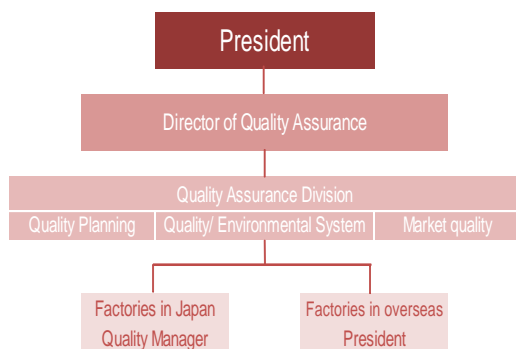 President
Director of Quality Assurance
Quality Assurance Division
Quality Planning
Quality/ Environmental System
Market quality
Factories in Japan
Quality Manager
Factories in overseas
President